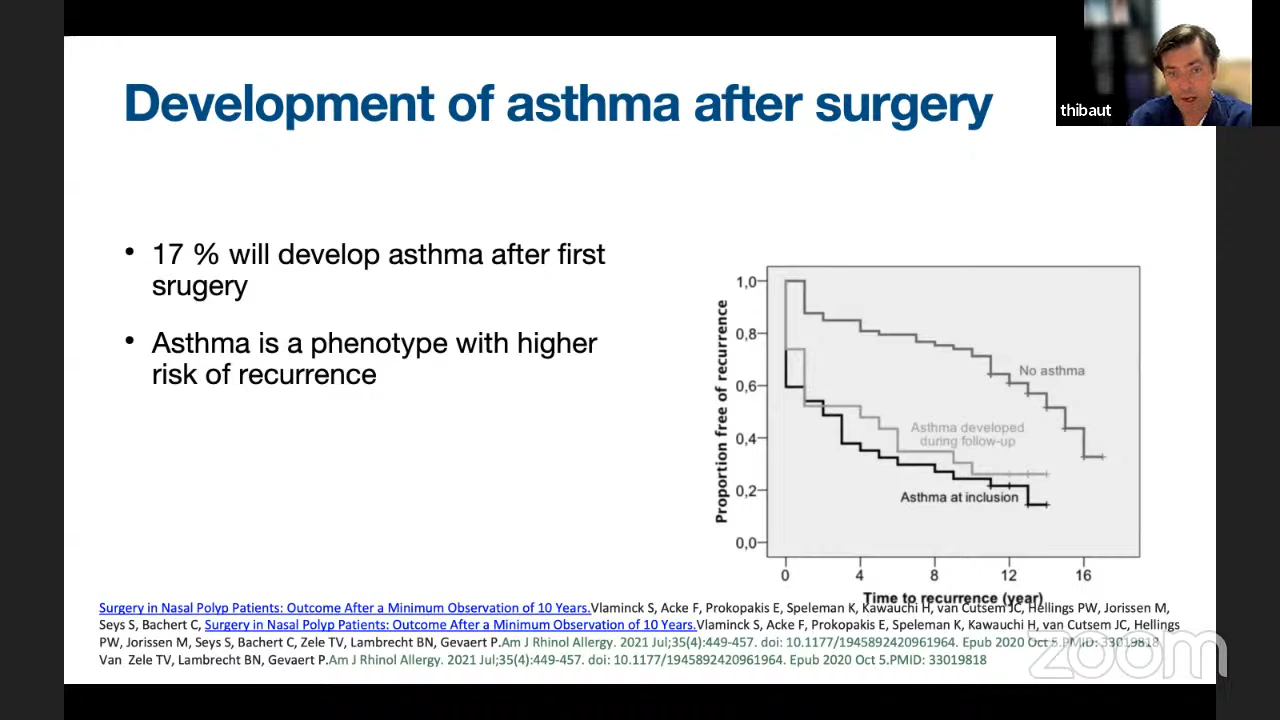 Development of asthma after surgery
thibaut
• 17 % will develop asthma after first
srugery
• Asthma is a phenotype with higher
risk of recurrence
Proportion free of recurrence
1,0
0,8
0,6
0,4
0,2
0,0
No asthma
Asthma developed
during follow-up
Asthma at inclusion
0 4 8 12 16
Time to recurrence (year)
Surgery in Nasal Polyp Patients: Outcome After a Minimum Observation of 10 Years.Vlaminck S, Acke F, Prokopakis E, Speleman K, Kawauchi H, van Cutsem JC, Hellings PW, Jorissen M,
Seys S, Bachert C, Surgery in Nasal Polyp Patients: Outcome After a Minimum Observation of 10 Years.Vlaminck S, Acke F, Prokopakis E, Speleman K, Kawauchi H, van Cutsem JC, Hellings
PW, Jorissen M, Seys S, Bachert C, Zele TV, Lambrecht BN, Gevaert P.Am J Rhinol Allergy. 2021 Jul;35(4):449-457. doi: 10.1177/1945892420961964. Epub 2020 Oct 5.PMID: 33019818
Van Zele TV, Lambrecht BN, Gevaert P.Am J Rhinol Allergy. 2021 Jul;35(4):449-457. doi: 10.1177/1945892420961964. Epub 2020 Oct 5.PMID: 33019818
zoom